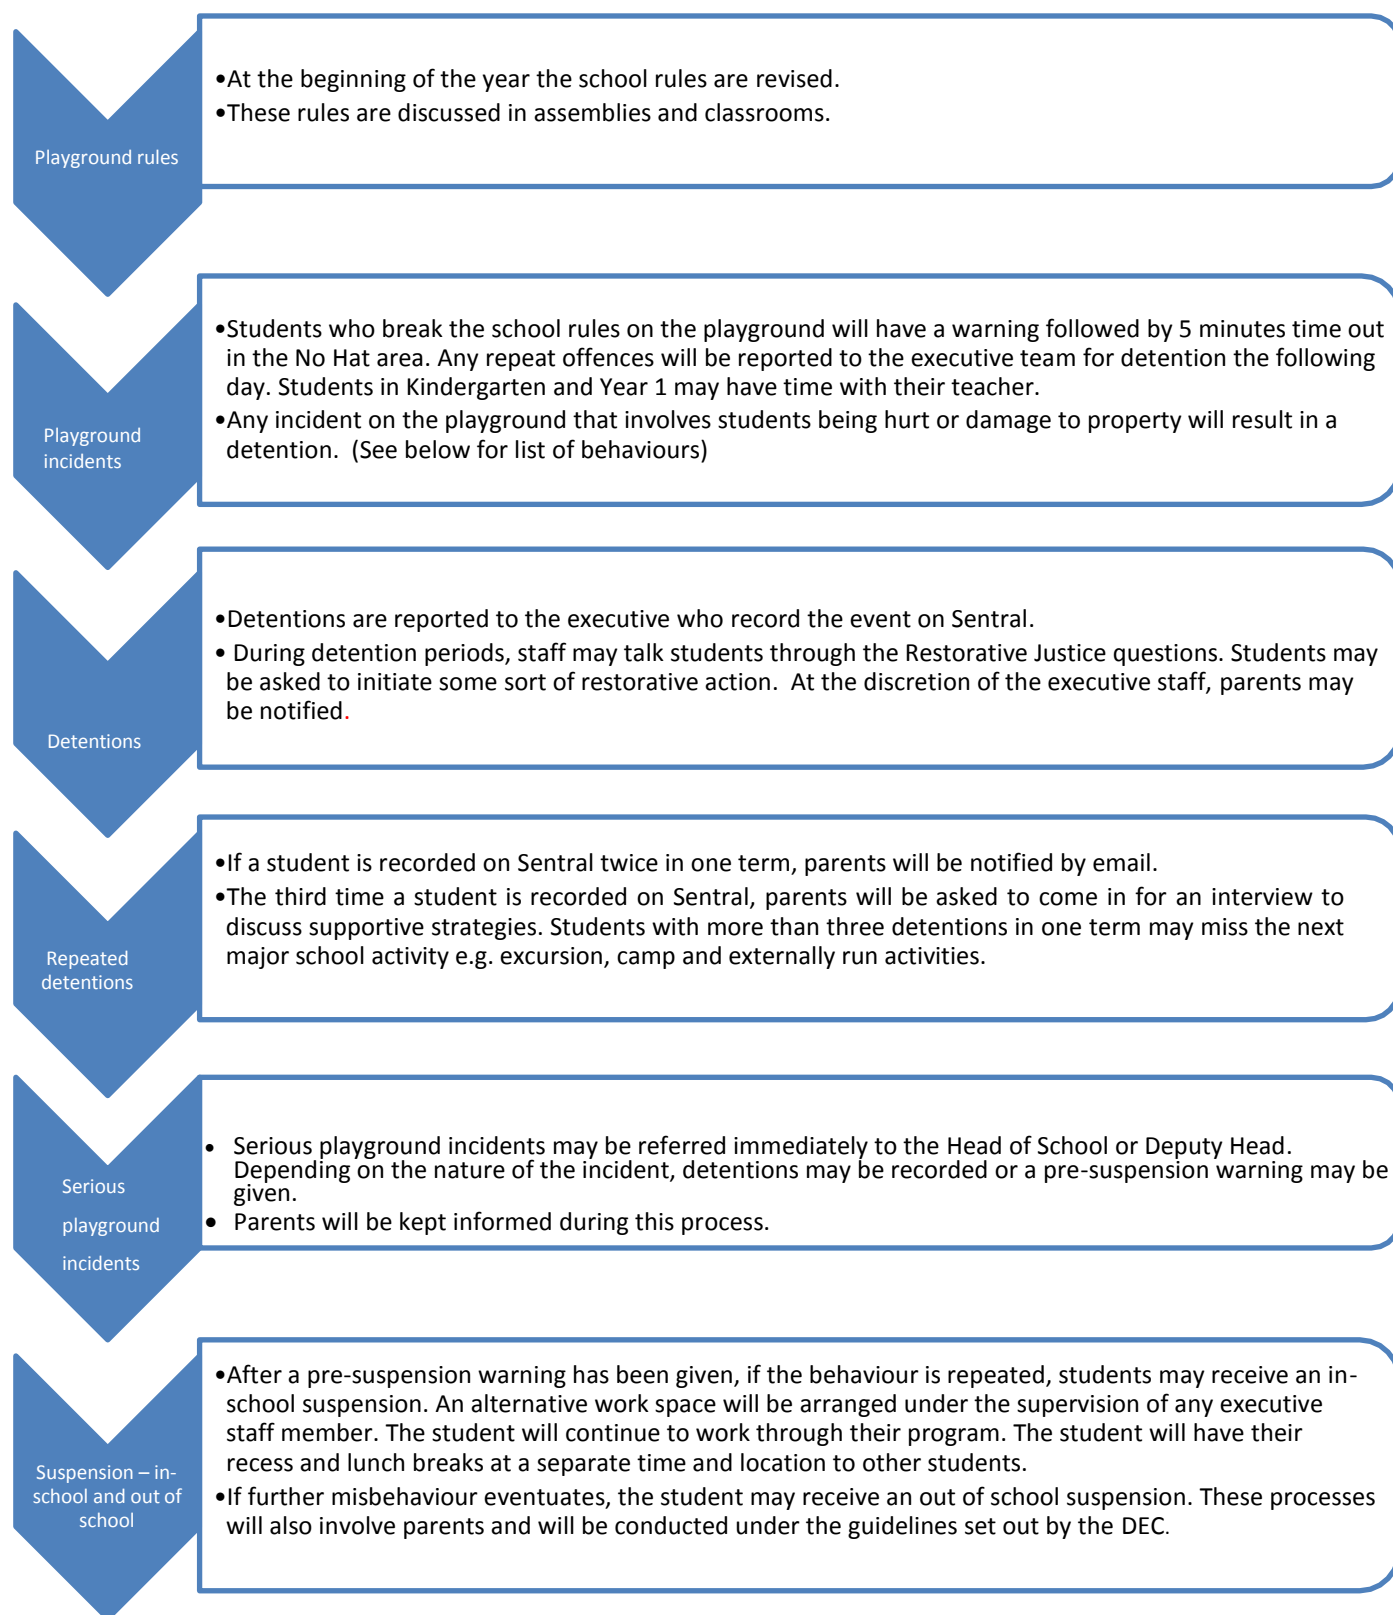 Playground rules
•At the beginning of the year the school rules are revised.
•These rules are discussed in assemblies and classrooms.
Playground
incidents
•Students who break the school rules on the playground will have a warning followed by 5 minutes time out
in the No Hat area. Any repeat offences will be reported to the executive team for detention the following
day. Students in Kindergarten and Year 1 may have time with their teacher.
•Any incident on the playground that involves students being hurt or damage to property will result in a
detention.  (See below for list of behaviours)
Detentions
•Detentions are reported to the executive who record the event on Sentral.
• During detention periods, staff may talk students through the Restorative Justice questions. Students may
be asked to initiate some sort of restorative action.  At the discretion of the executive staff, parents may
be notified.
Repeated
detentions
•If a student is recorded on Sentral twice in one term, parents will be notified by email.
•The third time a student is recorded on Sentral, parents will be asked to come in for an interview to
discuss supportive strategies. Students with more than three detentions in one term may miss the next
major school activity e.g. excursion, camp and externally run activities.
Serious
playground
incidents
• Serious playground incidents may be referred immediately to the Head of School or Deputy Head.
Depending on the nature of the incident, detentions may be recorded or a pre-suspension warning may be
given.
• Parents will be kept informed during this process.
Suspension – in-
school and out of
school
•After a pre-suspension warning has been given, if the behaviour is repeated, students may receive an in-
school suspension. An alternative work space will be arranged under the supervision of any executive
staff member. The student will continue to work through their program. The student will have their
recess and lunch breaks at a separate time and location to other students.
•If further misbehaviour eventuates, the student may receive an out of school suspension. These processes
will also involve parents and will be conducted under the guidelines set out by the DEC.